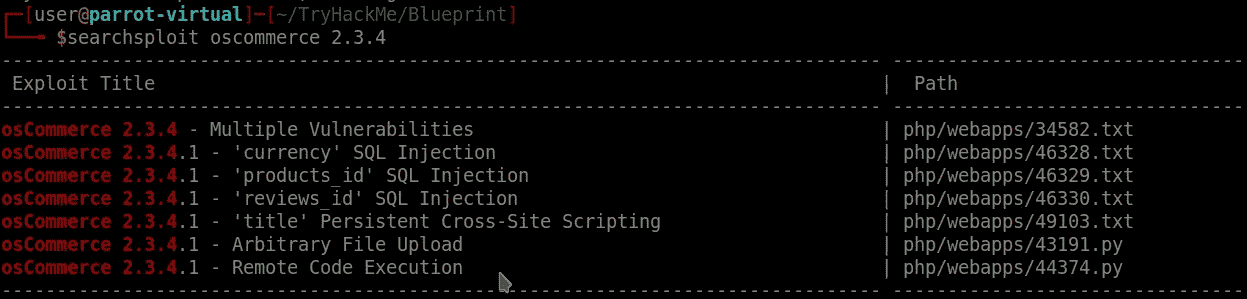 [user@parrot-virtual]-[~/TryHackMe/Blueprint]
$searchsploit oscommerce 2.3.4
Exploit Title | Path
osCommerce 2.3.4 - Multiple Vulnerabilities | php/webapps/34582.txt
osCommerce 2.3.4.1 - 'currency' SQL Injection | php/webapps/46328.txt
osCommerce 2.3.4.1 - 'products_id' SQL Injection | php/webapps/46329.txt
osCommerce 2.3.4.1 - 'reviews_id' SQL Injection | php/webapps/46330.txt
osCommerce 2.3.4.1 - 'title' Persistent Cross-Site Scripting | php/webapps/49103.txt
osCommerce 2.3.4.1 - Arbitrary File Upload | php/webapps/43191.py
osCommerce 2.3.4.1 - Remote Code Execution | php/webapps/44374.py